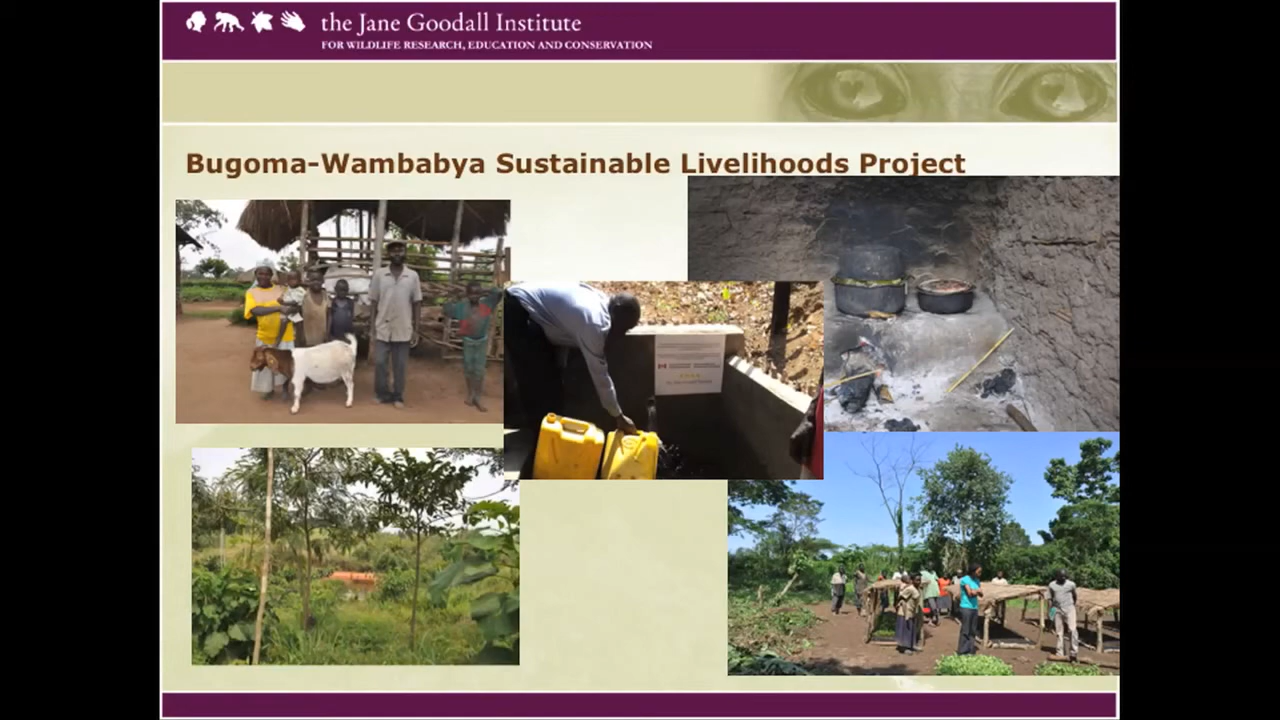 the Jane Goodall Institute
FOR WILDLIFE RESEARCH, EDUCATION AND CONSERVATION
Bugoma-Wambabya Sustainable Livelihoods Project